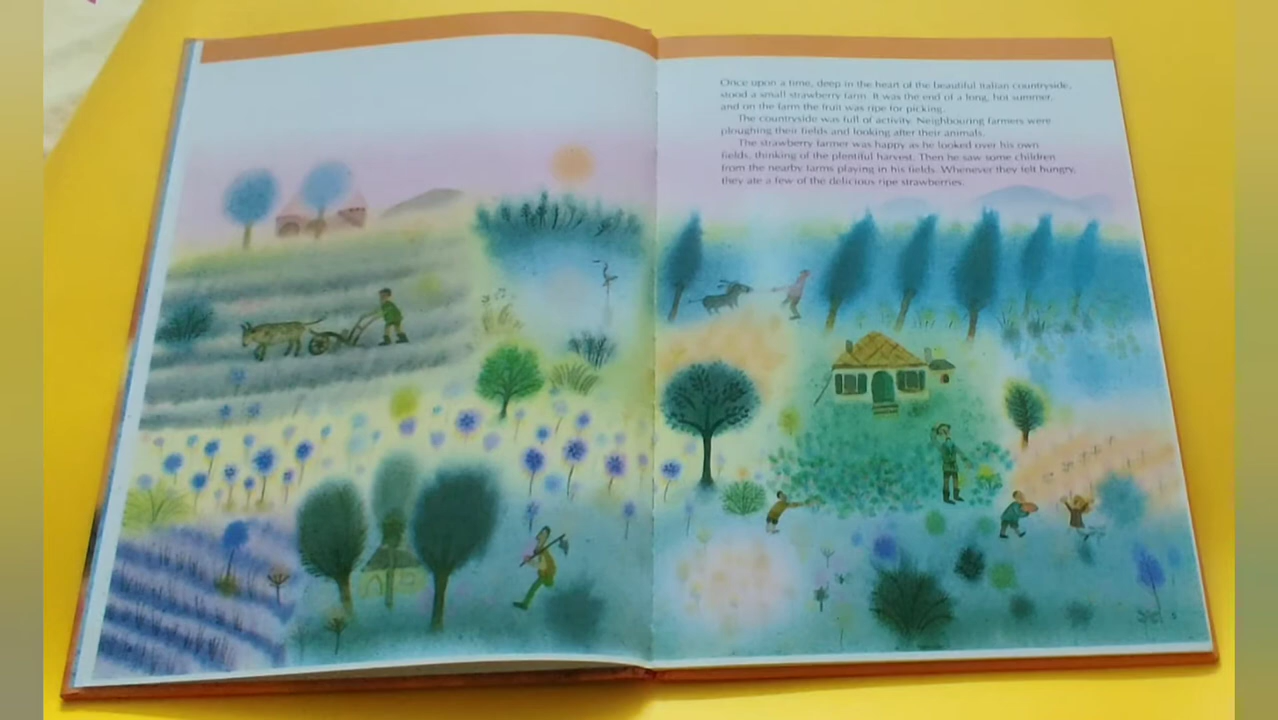 Once upon a time, deep in the heart of the beautiful Italian countryside,
stood a small strawberry farm. It was the end of a long, hot summer,
and on the farm the fruit was ripe for picking.
The countryside was full of activity. Neighbouring farmers were
ploughing their fields and looking after their animals.
The strawberry farmer was happy as he looked over his own
fields, thinking of the plentiful harvest. Then he saw some children
from the nearby farms playing in his fields. Whenever they felt hungry,
they ate a few of the delicious ripe strawberries.